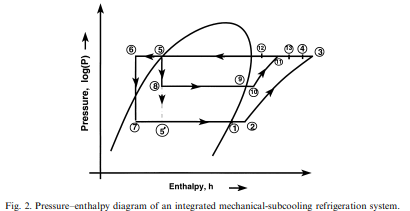 ⑥ ⑤ ⑫ ⑬ ④ ③
⑪
⑧ ⑨ ⑩
⑦ 5' ① ②
Pressure, log(P)
Enthalpy, h
Fig. 2. Pressure–enthalpy diagram of an integrated mechanical-subcooling refrigeration system.